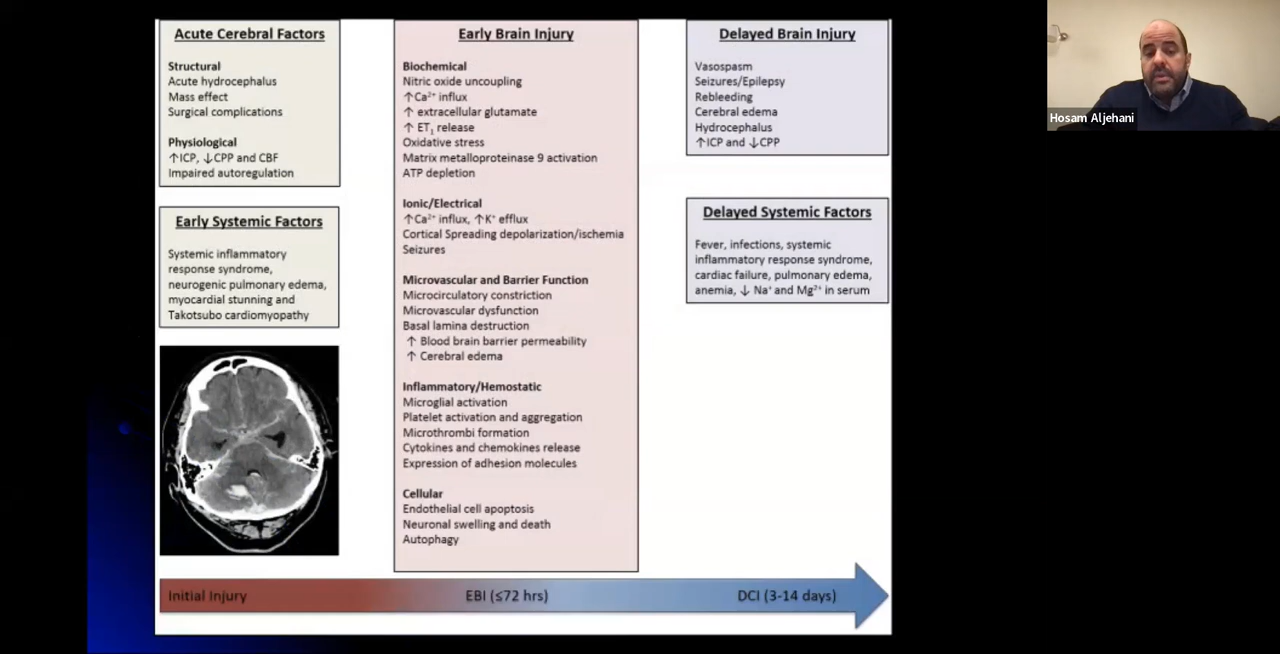 Acute Cerebral Factors
Structural
Acute hydrocephalus
Mass effect
Surgical complications
Physiological
↑ICP, ↓CPP and CBF
Impaired autoregulation
Early Systemic Factors
Systemic inflammatory
response syndrome,
neurogenic pulmonary edema,
myocardial stunning and
Takotsubo cardiomyopathy
Early Brain Injury
Biochemical
Nitric oxide uncoupling
↑Ca²⁺ influx
↑ extracellular glutamate
↑ ET₁ release
Oxidative stress
Matrix metalloproteinase 9 activation
ATP depletion
Ionic/Electrical
↑Ca²⁺ influx, ↑K⁺ efflux
Cortical Spreading depolarization/ischemia
Seizures
Microvascular and Barrier Function
Microcirculatory constriction
Microvascular dysfunction
Basal lamina destruction
↑ Blood brain barrier permeability
↑ Cerebral edema
Inflammatory/Hemostatic
Microglial activation
Platelet activation and aggregation
Microthrombi formation
Cytokines and chemokines release
Expression of adhesion molecules
Cellular
Endothelial cell apoptosis
Neuronal swelling and death
Autophagy
Delayed Brain Injury
Vasospasm
Seizures/Epilepsy
Rebleeding
Cerebral edema
Hydrocephalus
↑ICP and ↓CPP
Delayed Systemic Factors
Fever, infections, systemic
inflammatory response syndrome,
cardiac failure, pulmonary edema,
anemia, ↓ Na⁺ and Mg²⁺ in serum
Initial Injury
EBI (≤72 hrs)
DCI (3-14 days)
Hosam Aljehani